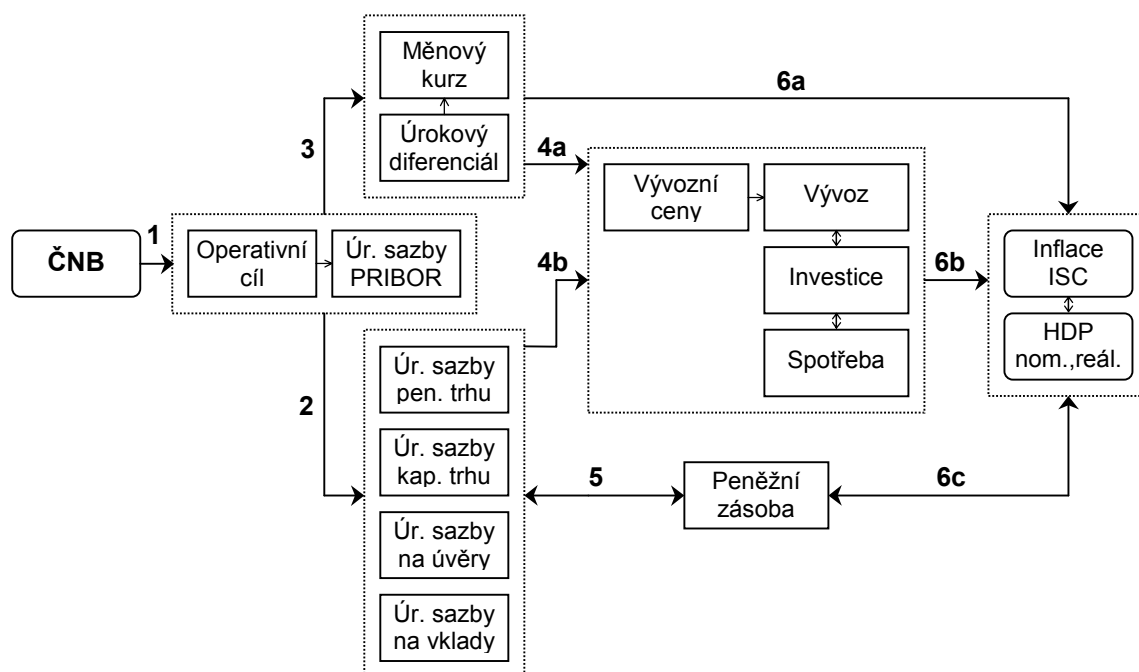 Měnový
kurz
6a
Úrokový
diferenciál
3
4a
Vývozní
ceny
Vývoz
ČNB
1
Operativní
cíl
Úr. sazby
PRIBOR
4b
Investice
6b
Inflace
ISC
HDP
nom.,reál.
Spotřeba
2
Úr. sazby
pen. trhu
Úr. sazby
kap. trhu
5
Peněžní
zásoba
6c
Úr. sazby
na úvěry
Úr. sazby
na vklady